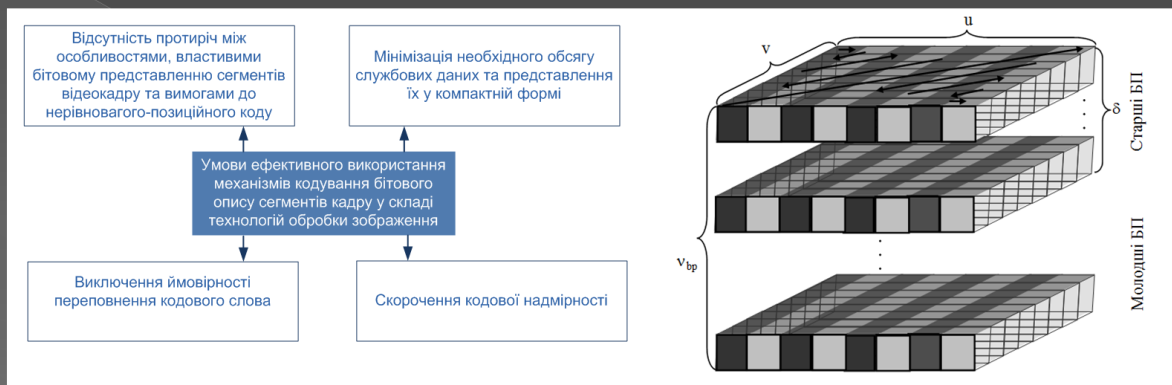 Відсутність протиріч між
особливостями, властивими
бітовому представленню сегментів
відеокадру та вимогами до
нерівноваго-позиційного коду
Мінімізація необхідного обсягу
службових даних та представлення
їх у компактній формі
Умови ефективного використання
механізмів кодування бітового
опису сегментів кадру у складі
технологій обробки зображення
Виключення ймовірності
переповнення кодового слова
Скорочення кодової надмірності
u
v
δ
Старші БП
ν_bp
Молодші БП